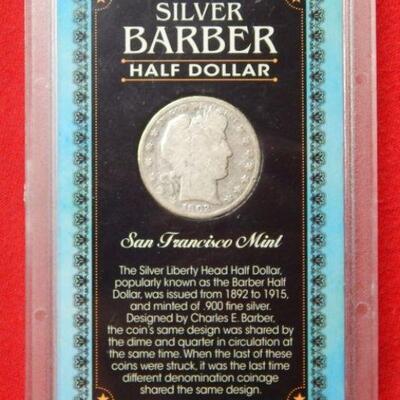 SILVER
BARBER
HALF DOLLAR
San Francisco Mint
The Silver Liberty Head Half Dollar,
popularly known as the Barber Half
Dollar, was issued from 1892 to 1915,
and minted of .900 fine silver.
Designed by Charles E. Barber,
the coin's same design was shared by
the dime and quarter in circulation at
the same time. When the last of these
coins were struck, it was the last time
different denomination coinage
shared the same design.